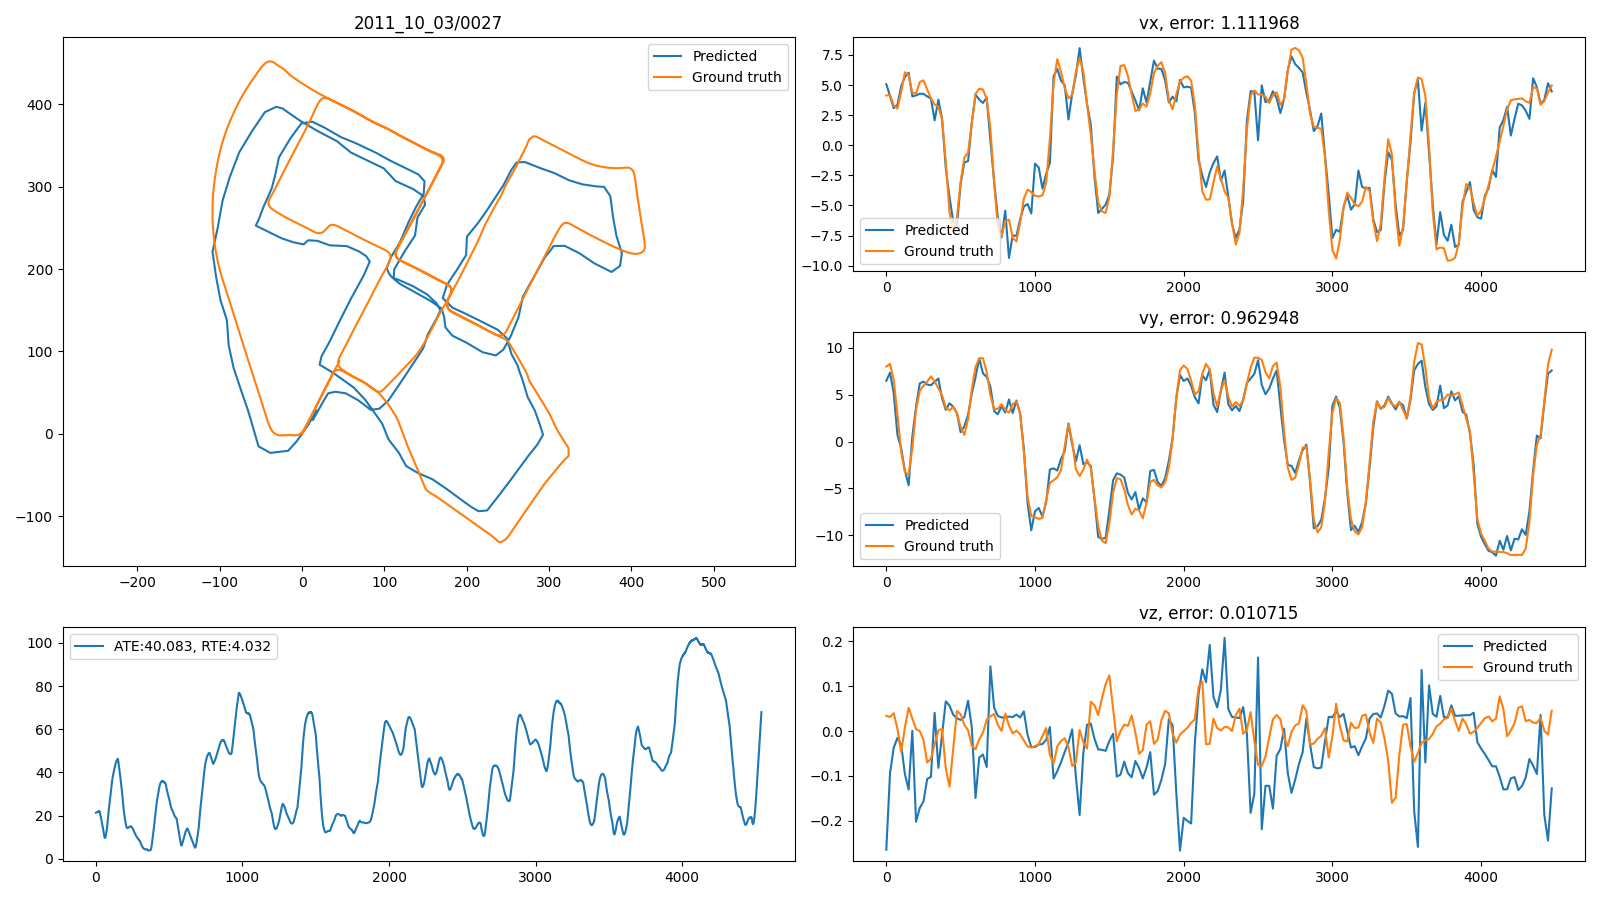 2011_10_03/0027
Predicted
Ground truth
400
300
200
100
0
−100
−200 −100 0 100 200 300 400 500
vx, error: 1.111968
7.5
5.0
2.5
0.0
−2.5
−5.0
−7.5
−10.0
Predicted
Ground truth
0 1000 2000 3000 4000
vy, error: 0.962948
10
5
0
−5
−10
Predicted
Ground truth
0 1000 2000 3000 4000
ATE:40.083, RTE:4.032
100
80
60
40
20
0
0 1000 2000 3000 4000
vz, error: 0.010715
Predicted
Ground truth
0.2
0.1
0.0
−0.1
−0.2
0 1000 2000 3000 4000